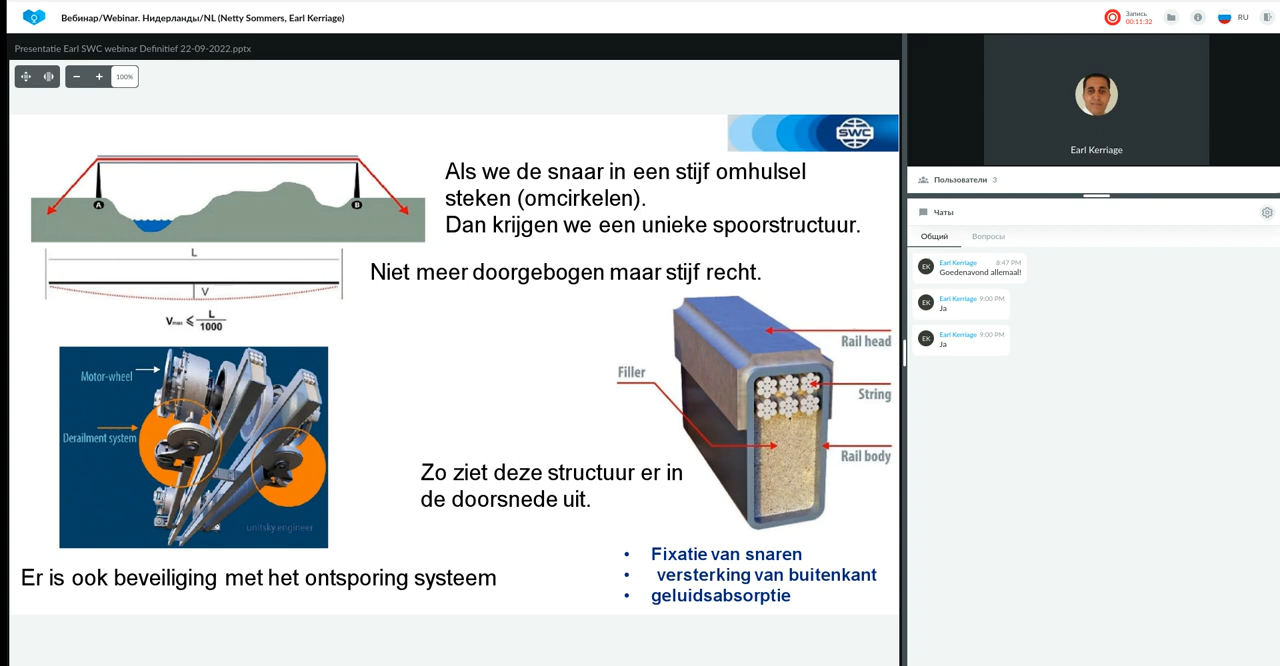 Вебинар/Webinar. Нидерланды/NL (Netty Sommers, Earl Kerriage)
Запись
00:11:32
RU
Presentatie Earl SWC webinar Definitief 22-09-2022.pptx
100%
SWC
A
B
L
V
Vmax ⩽ L
1000
Als we de snaar in een stijf omhulsel
steken (omcirkelen).
Dan krijgen we een unieke spoorstructuur.
Niet meer doorgebogen maar stijf recht.
Motor-wheel
Derailment system
unitsky engineer
Rail head
Filler
String
Rail body
Zo ziet deze structuur er in
de doorsnede uit.
Er is ook beveiliging met het ontsporing systeem
• Fixatie van snaren
• versterking van buitenkant
• geluidsabsorptie
Earl Kerriage
Пользователи 3
Чаты
Общий Вопросы
EK
Earl Kerriage 8:47 PM
Goedenavond allemaal!
EK
Earl Kerriage 9:00 PM
Ja
EK
Earl Kerriage 9:00 PM
Ja